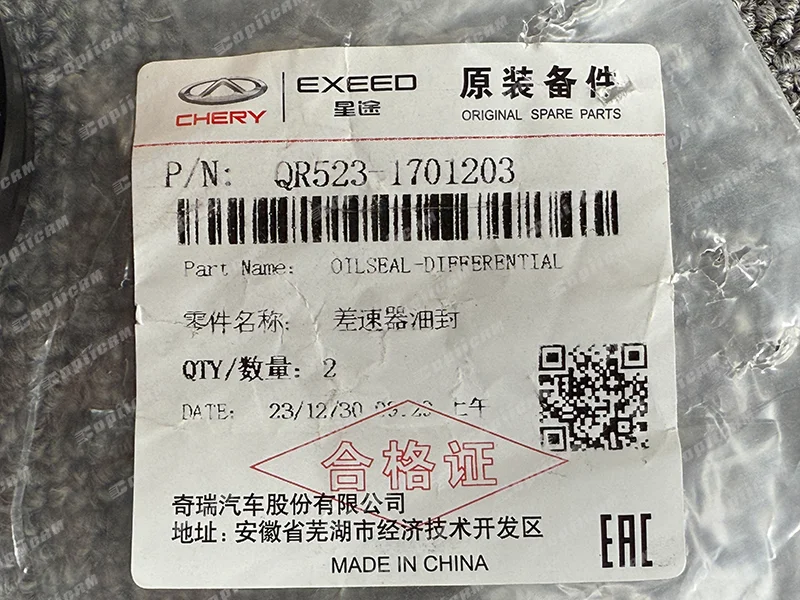 CHERY
EXEED
星途
原装备件
ORIGINAL SPARE PARTS
P/N: QR523-1701203
Part Name: OILSEAL-DIFFERENTIAL
零件名称: 差速器油封
QTY/数量: 2
DATE: 23/12/30 上午
合格证
奇瑞汽车股份有限公司
地址:安徽省芜湖市经济技术开发区
MADE IN CHINA
EAC